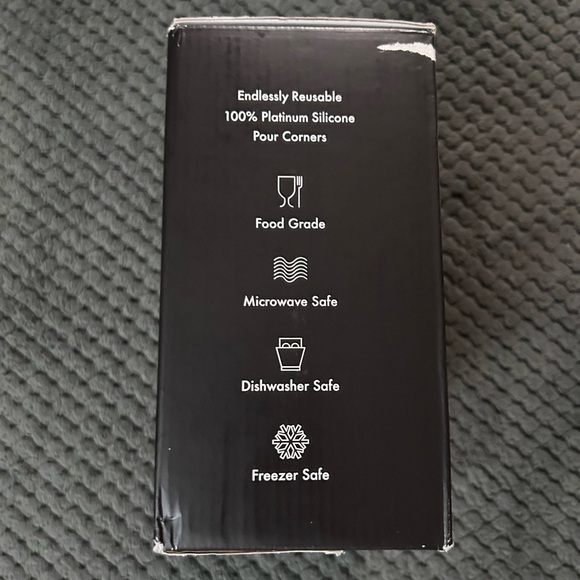 Endlessly Reusable
100% Platinum Silicone
Pour Corners
Food Grade
Microwave Safe
Dishwasher Safe
Freezer Safe